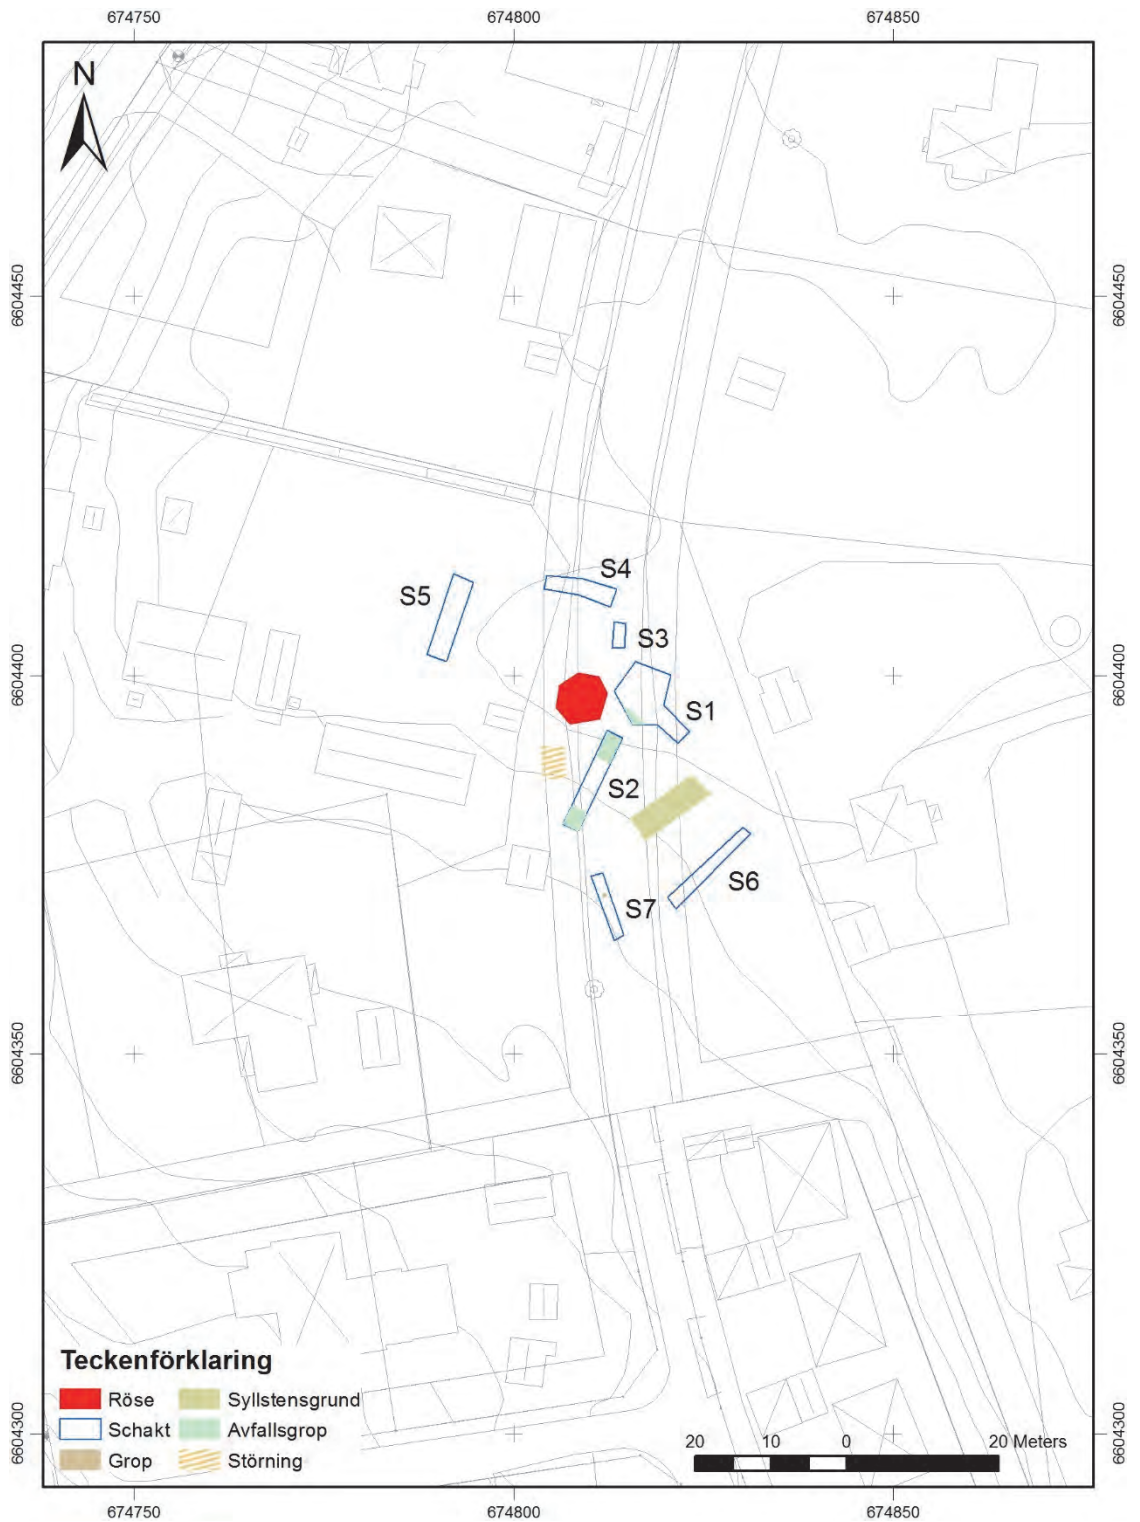 674750 674800 674850
N
6604450 6604450
S4
S5
S3
6604400 6604400
S1
S2
S6
S7
6604350 6604350
Teckenförklaring
Röse Syllstensgrund
Schakt Avfallsgrop
Grop Störning
20 10 0 20 Meters
6604300 6604300
674750 674800 674850